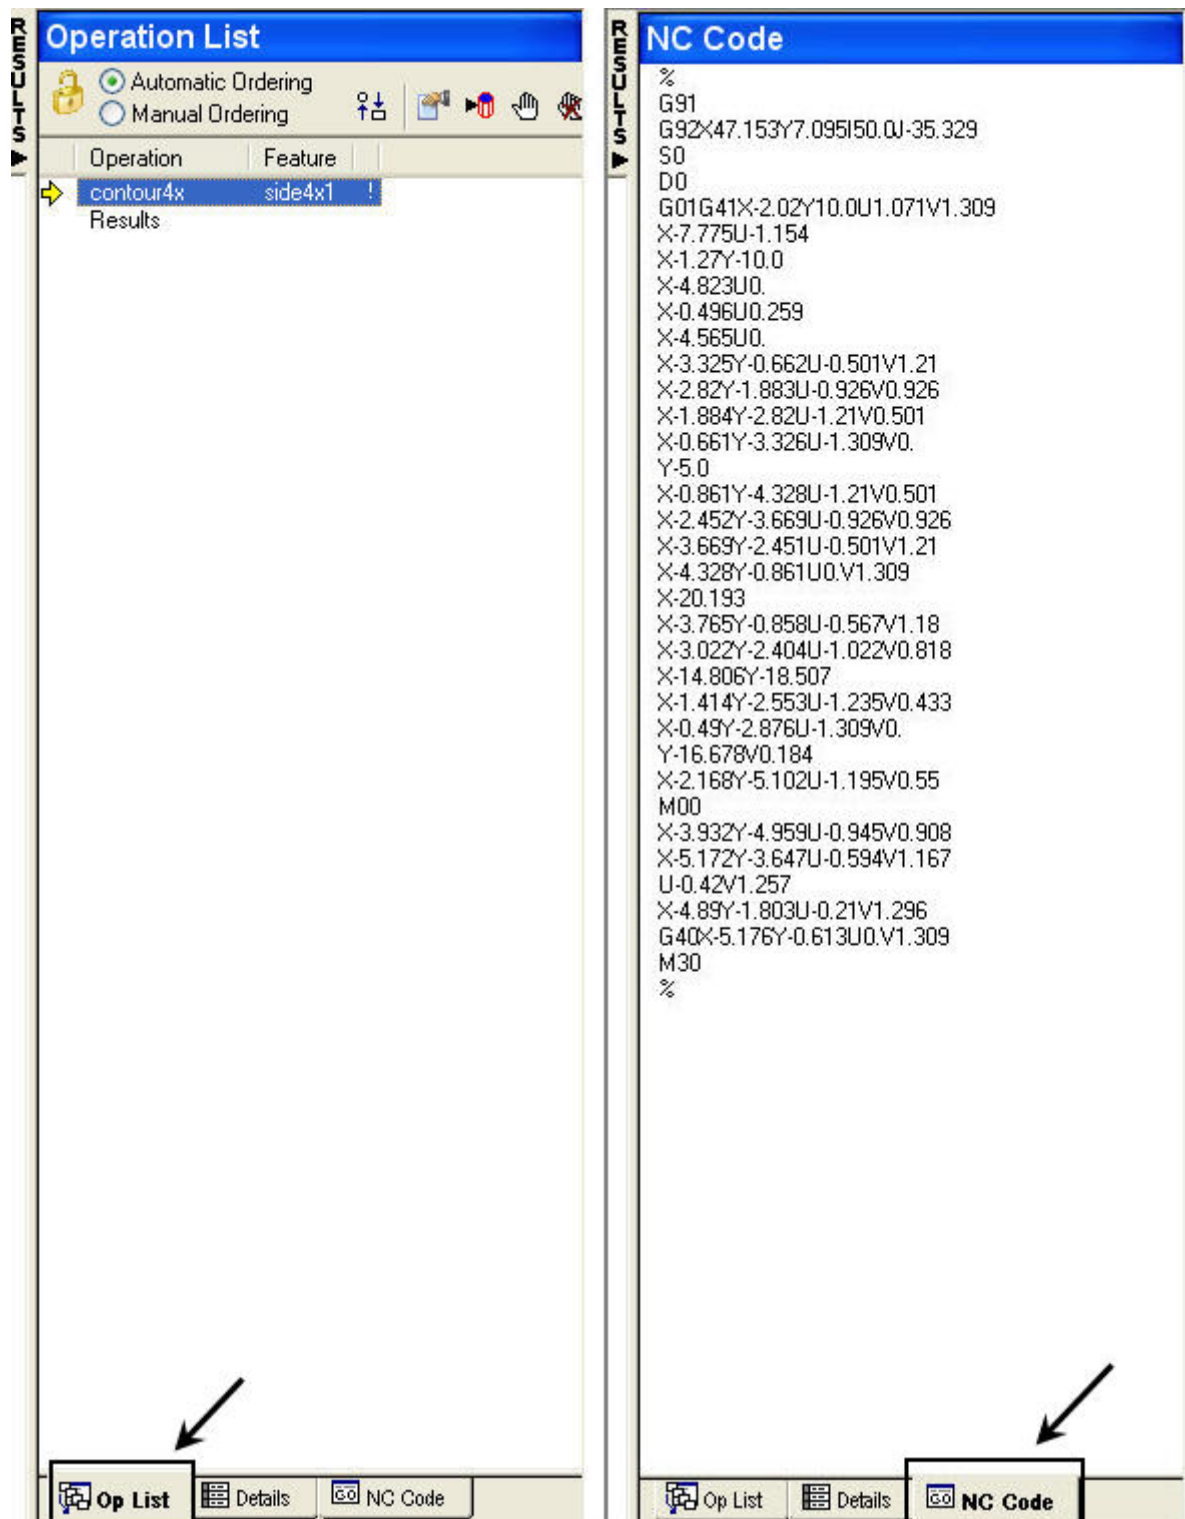 RESULTS
Operation List
Automatic Ordering
Manual Ordering
Operation Feature
contour4x side4x1 !
Results
Op List Details NC Code
RESULTS
NC Code
%
G91
G92X47.153Y7.095I50.0J-35.329
S0
D0
G01G41X-2.02Y10.0U1.071V1.309
X-7.775U-1.154
X-1.27Y-10.0
X-4.823U0.
X-0.496U0.259
X-4.565U0.
X-3.325Y-0.662U-0.501V1.21
X-2.82Y-1.883U-0.926V0.926
X-1.884Y-2.82U-1.21V0.501
X-0.661Y-3.326U-1.309V0.
Y-5.0
X-0.861Y-4.328U-1.21V0.501
X-2.452Y-3.669U-0.926V0.926
X-3.669Y-2.451U-0.501V1.21
X-4.328Y-0.861U0.V1.309
X-20.193
X-3.765Y-0.858U-0.567V1.18
X-3.022Y-2.404U-1.022V0.818
X-14.806Y-18.507
X-1.414Y-2.553U-1.235V0.433
X-0.49Y-2.876U-1.309V0.
Y-16.678V0.184
X-2.168Y-5.102U-1.195V0.55
M00
X-3.932Y-4.959U-0.945V0.908
X-5.172Y-3.647U-0.594V1.167
U-0.42V1.257
X-4.89Y-1.803U-0.21V1.296
G40X-5.176Y-0.613U0.V1.309
M30
%
Op List Details NC Code